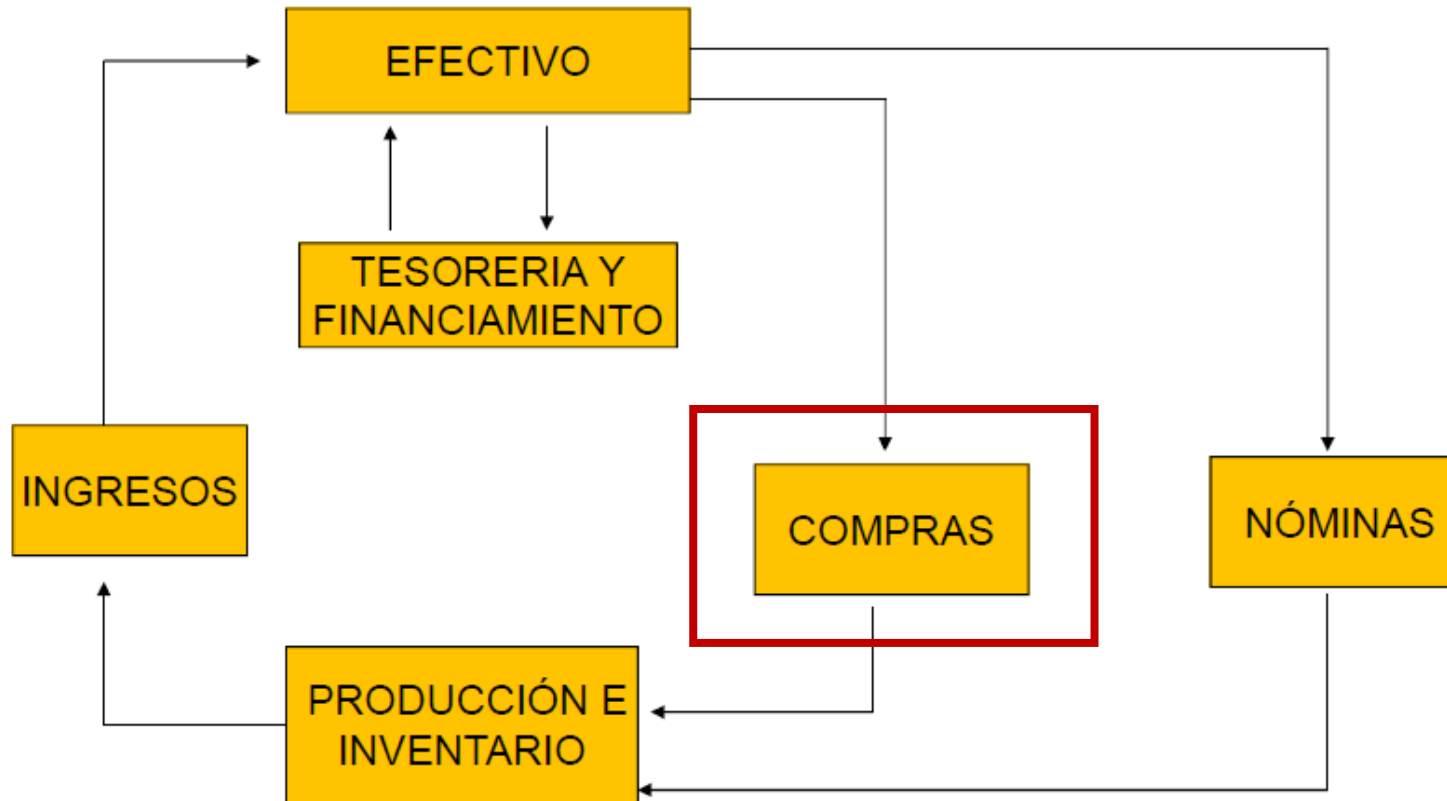 EFECTIVO
TESORERIA Y
FINANCIAMIENTO
INGRESOS
COMPRAS
NÓMINAS
PRODUCCIÓN E
INVENTARIO